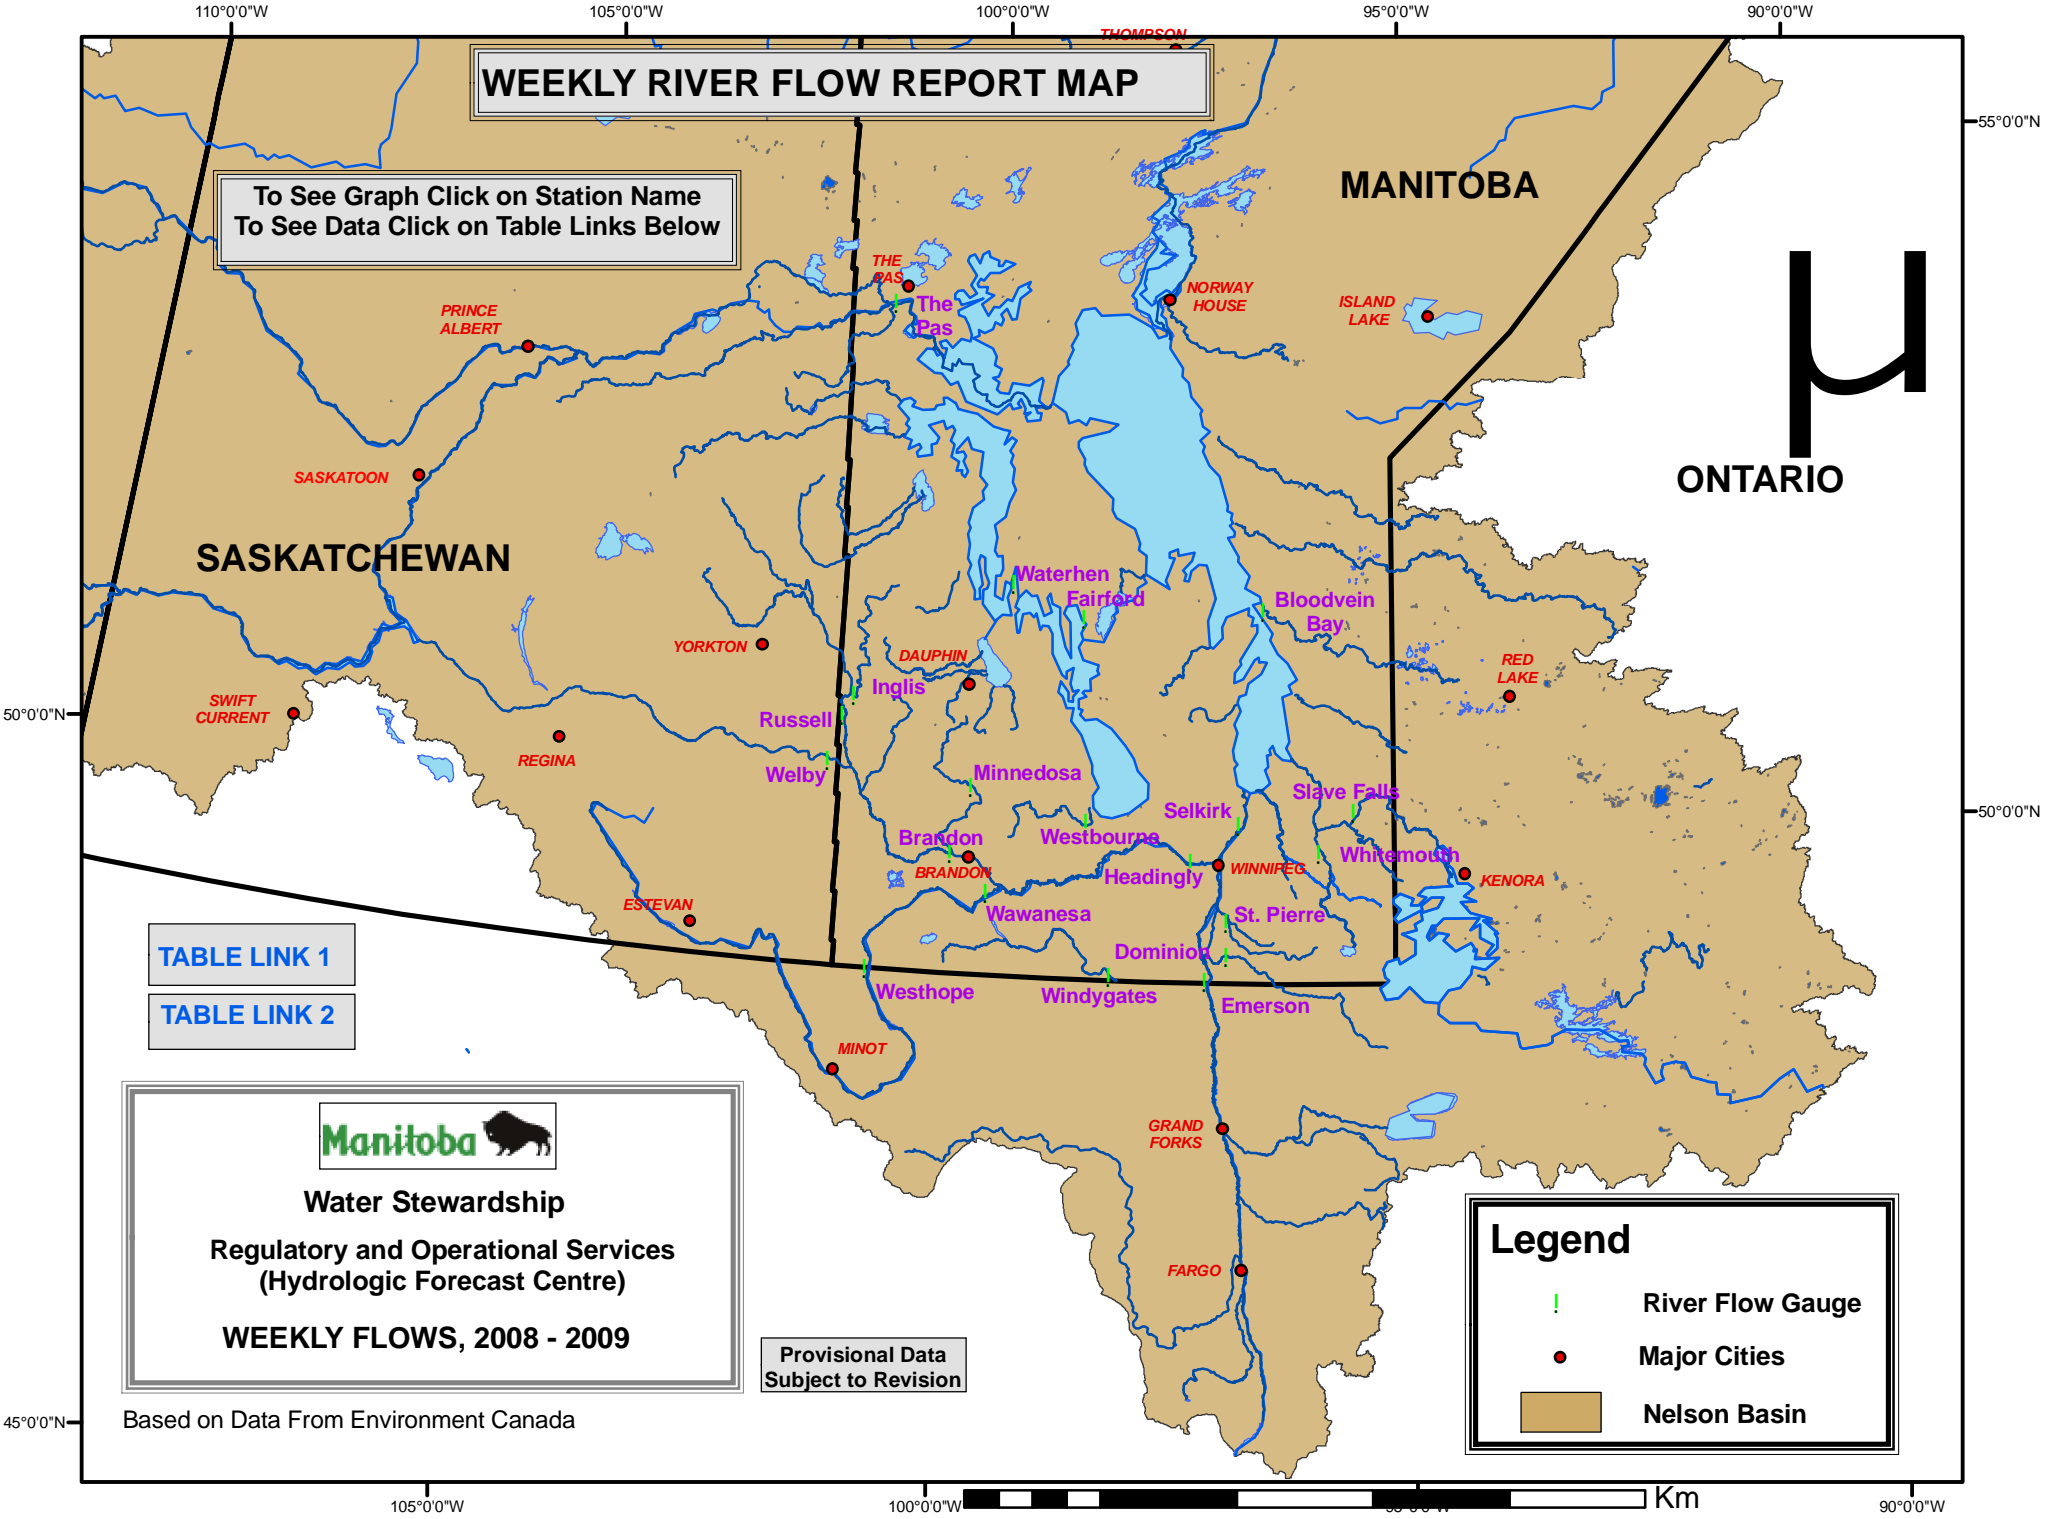 110°0'0"W
105°0'0"W
100°0'0"W
95°0'0"W
90°0'0"W
THOMPSON
WEEKLY RIVER FLOW REPORT MAP
55°0'0"N
MANITOBA
To See Graph Click on Station Name
To See Data Click on Table Links Below
THE
PAS
The
Pas
NORWAY
HOUSE
ISLAND
LAKE
PRINCE
ALBERT
µ
ONTARIO
SASKATOON
SASKATCHEWAN
Waterhen
Fairford
Bloodvein
Bay
YORKTON
DAUPHIN
RED
LAKE
Inglis
SWIFT
CURRENT
50°0'0"N
Russell
REGINA
Welby
Minnedosa
Slave Falls
Selkirk
50°0'0"N
Brandon
Westbourne
Whitemouth
BRANDON
Headingly
WINNIPEG
KENORA
ESTEVAN
Wawanesa
St. Pierre
Dominion
TABLE LINK 1
Westhope
Windygates
Emerson
TABLE LINK 2
MINOT
Manitoba
GRAND
FORKS
Water Stewardship
Regulatory and Operational Services
(Hydrologic Forecast Centre)
WEEKLY FLOWS, 2008 - 2009
FARGO
Legend
River Flow Gauge
Major Cities
Nelson Basin
Provisional Data
Subject to Revision
45°0'0"N
Based on Data From Environment Canada
105°0'0"W
100°0'0"W
95°0'0"W
Km
90°0'0"W